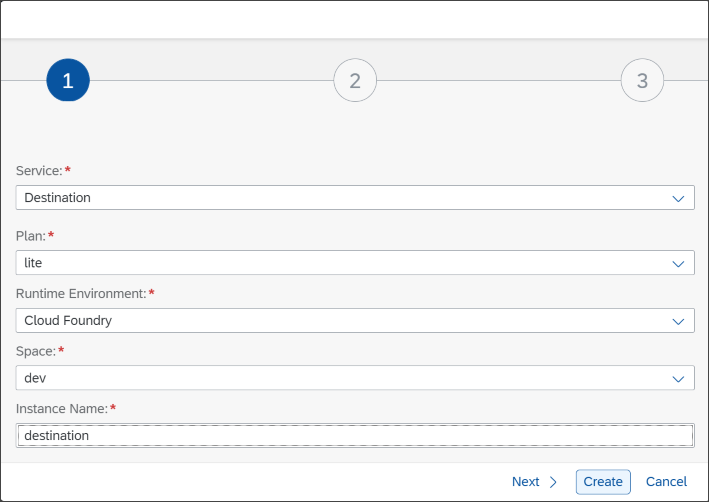 1
2
3
Service:*
Destination
Plan:*
lite
Runtime Environment:*
Cloud Foundry
Space:*
dev
Instance Name:*
destination
Next
Create
Cancel